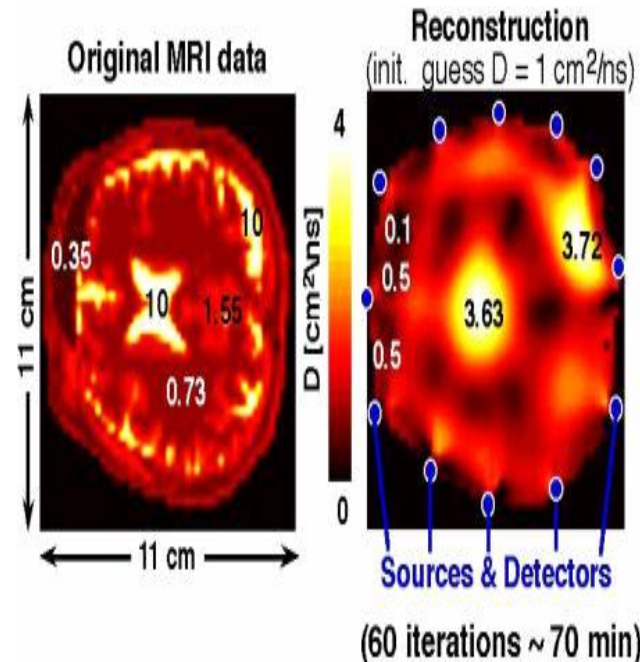 Original MRI data
11 cm
11 cm
0.35
10
10
1.55
0.73
4
D [cm²\ns]
0
Reconstruction
(init. guess D = 1 cm²/ns)
0.1
0.5
0.5
3.63
3.72
Sources & Detectors
(60 iterations ~ 70 min)